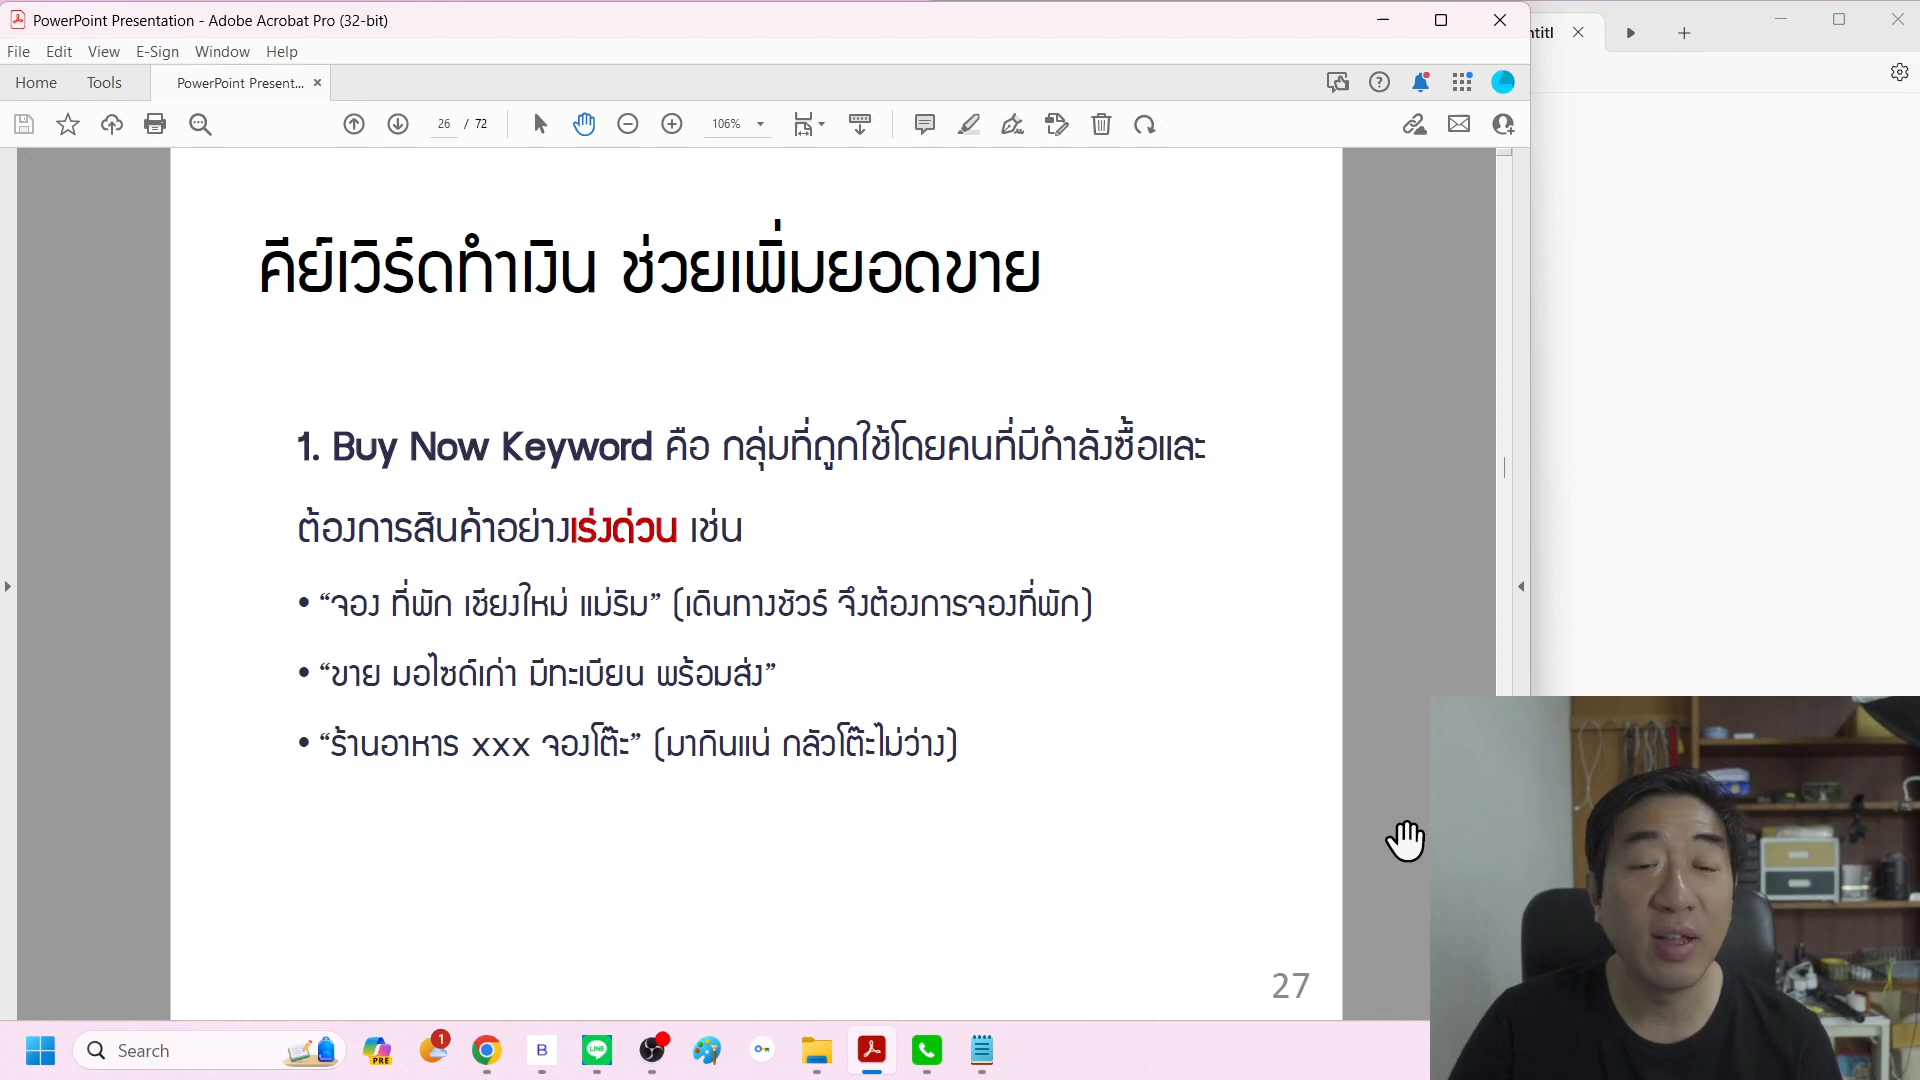 PowerPoint Presentation - Adobe Acrobat Pro (32-bit)
File Edit View E-Sign Window Help
Home Tools PowerPoint Present...
26 / 72 106%
คีย์เวิร์ดทำเงิน ช่วยเพิ่มยอดขาย
1. Buy Now Keyword คือ กลุ่มที่ถูกใช้โดยคนที่มีกำลังซื้อและ
ต้องการสินค้าอย่างเร่งด่วน เช่น
• “จอง ที่พัก เชียงใหม่ แม่ริม” (เดินทางชัวร์ จึงต้องการจองที่พัก)
• “ขาย มอไซด์เก่า มีทะเบียน พร้อมส่ง”
• “ร้านอาหาร xxx จองโต๊ะ” (มากินแน่ กลัวโต๊ะไม่ว่าง)
27
Search PRE 1 B